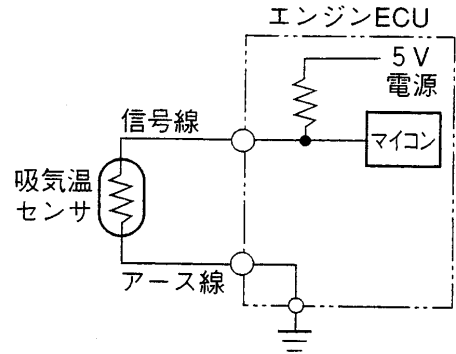 エンジンECU
5V
電源
信号線
マイコン
吸気温
センサ
アース線